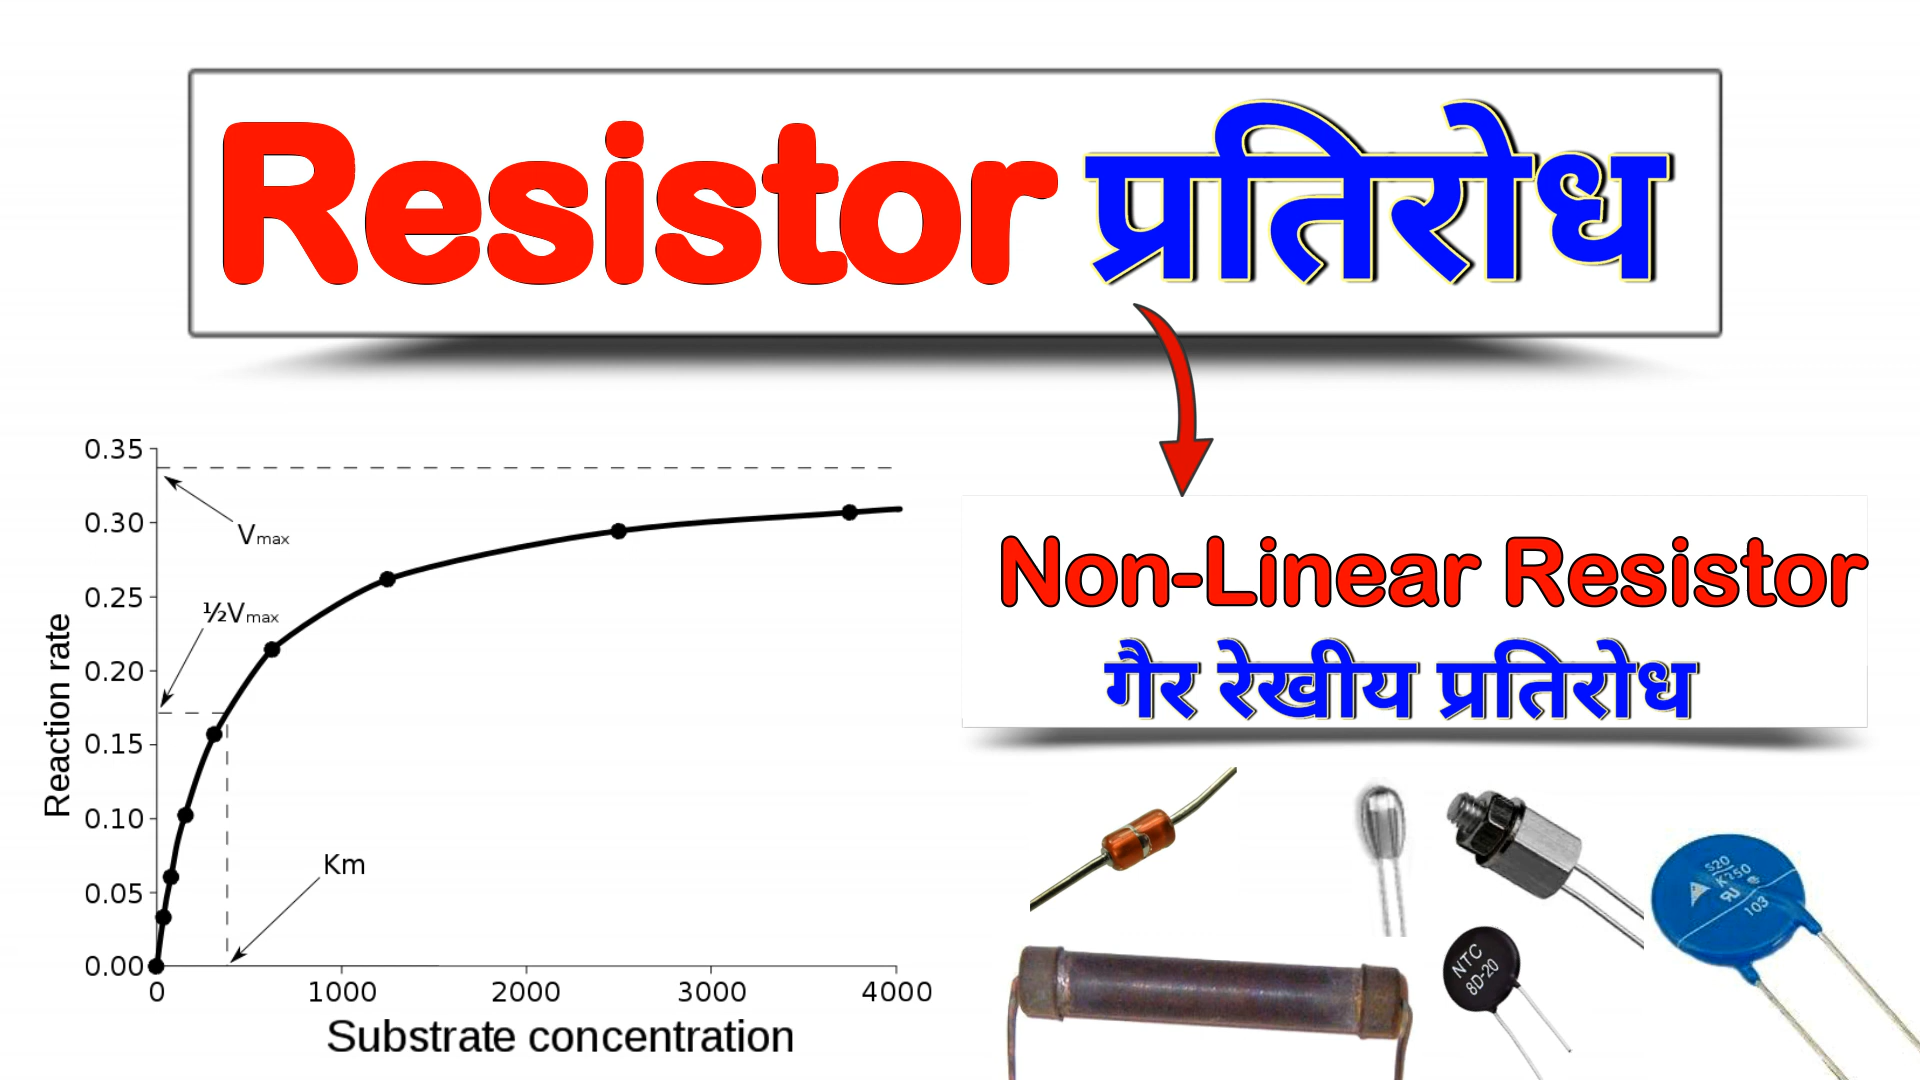 Resistor प्रतिरोध
Non-Linear Resistor
गैर रेखीय प्रतिरोध
0.35
0.30
0.25
0.20
0.15
0.10
0.05
0.00
Vmax
½Vmax
Km
Reaction rate
0 1000 2000 3000 4000
Substrate concentration
S20
K250
103
NTC
8D-20